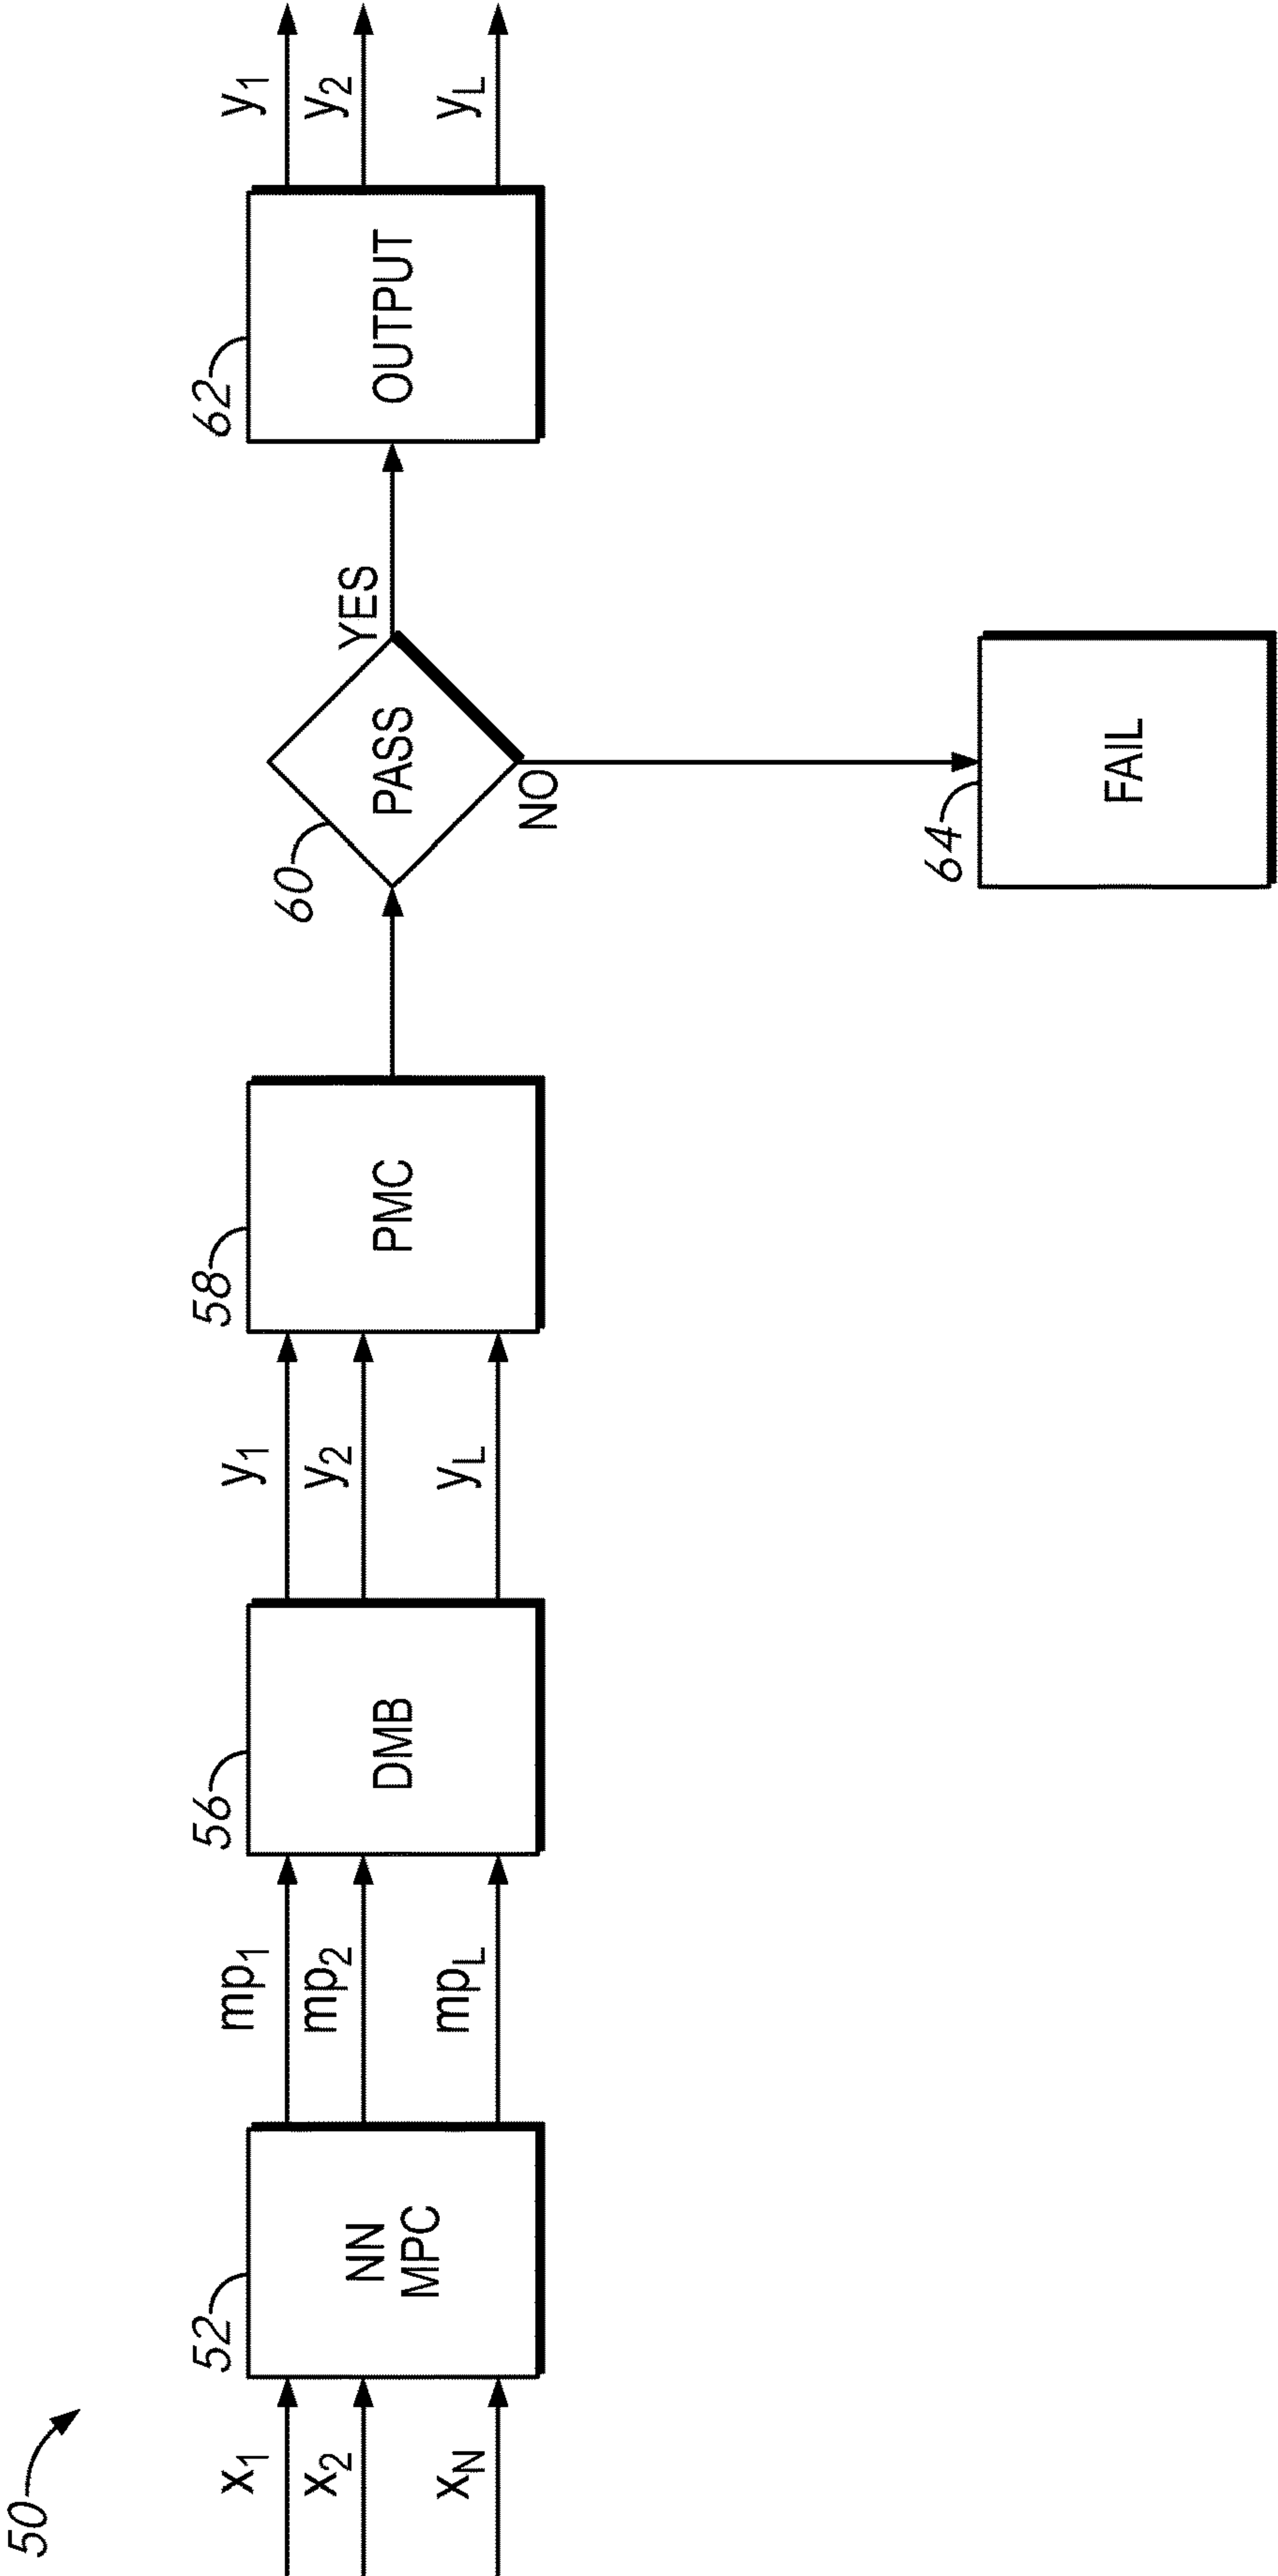 50
x1
x2
xN
52
NN
MPC
mp1
mp2
mpL
56
DMB
y1
y2
yL
58
PMC
60
PASS
YES
NO
62
OUTPUT
y1
y2
yL
64
FAIL